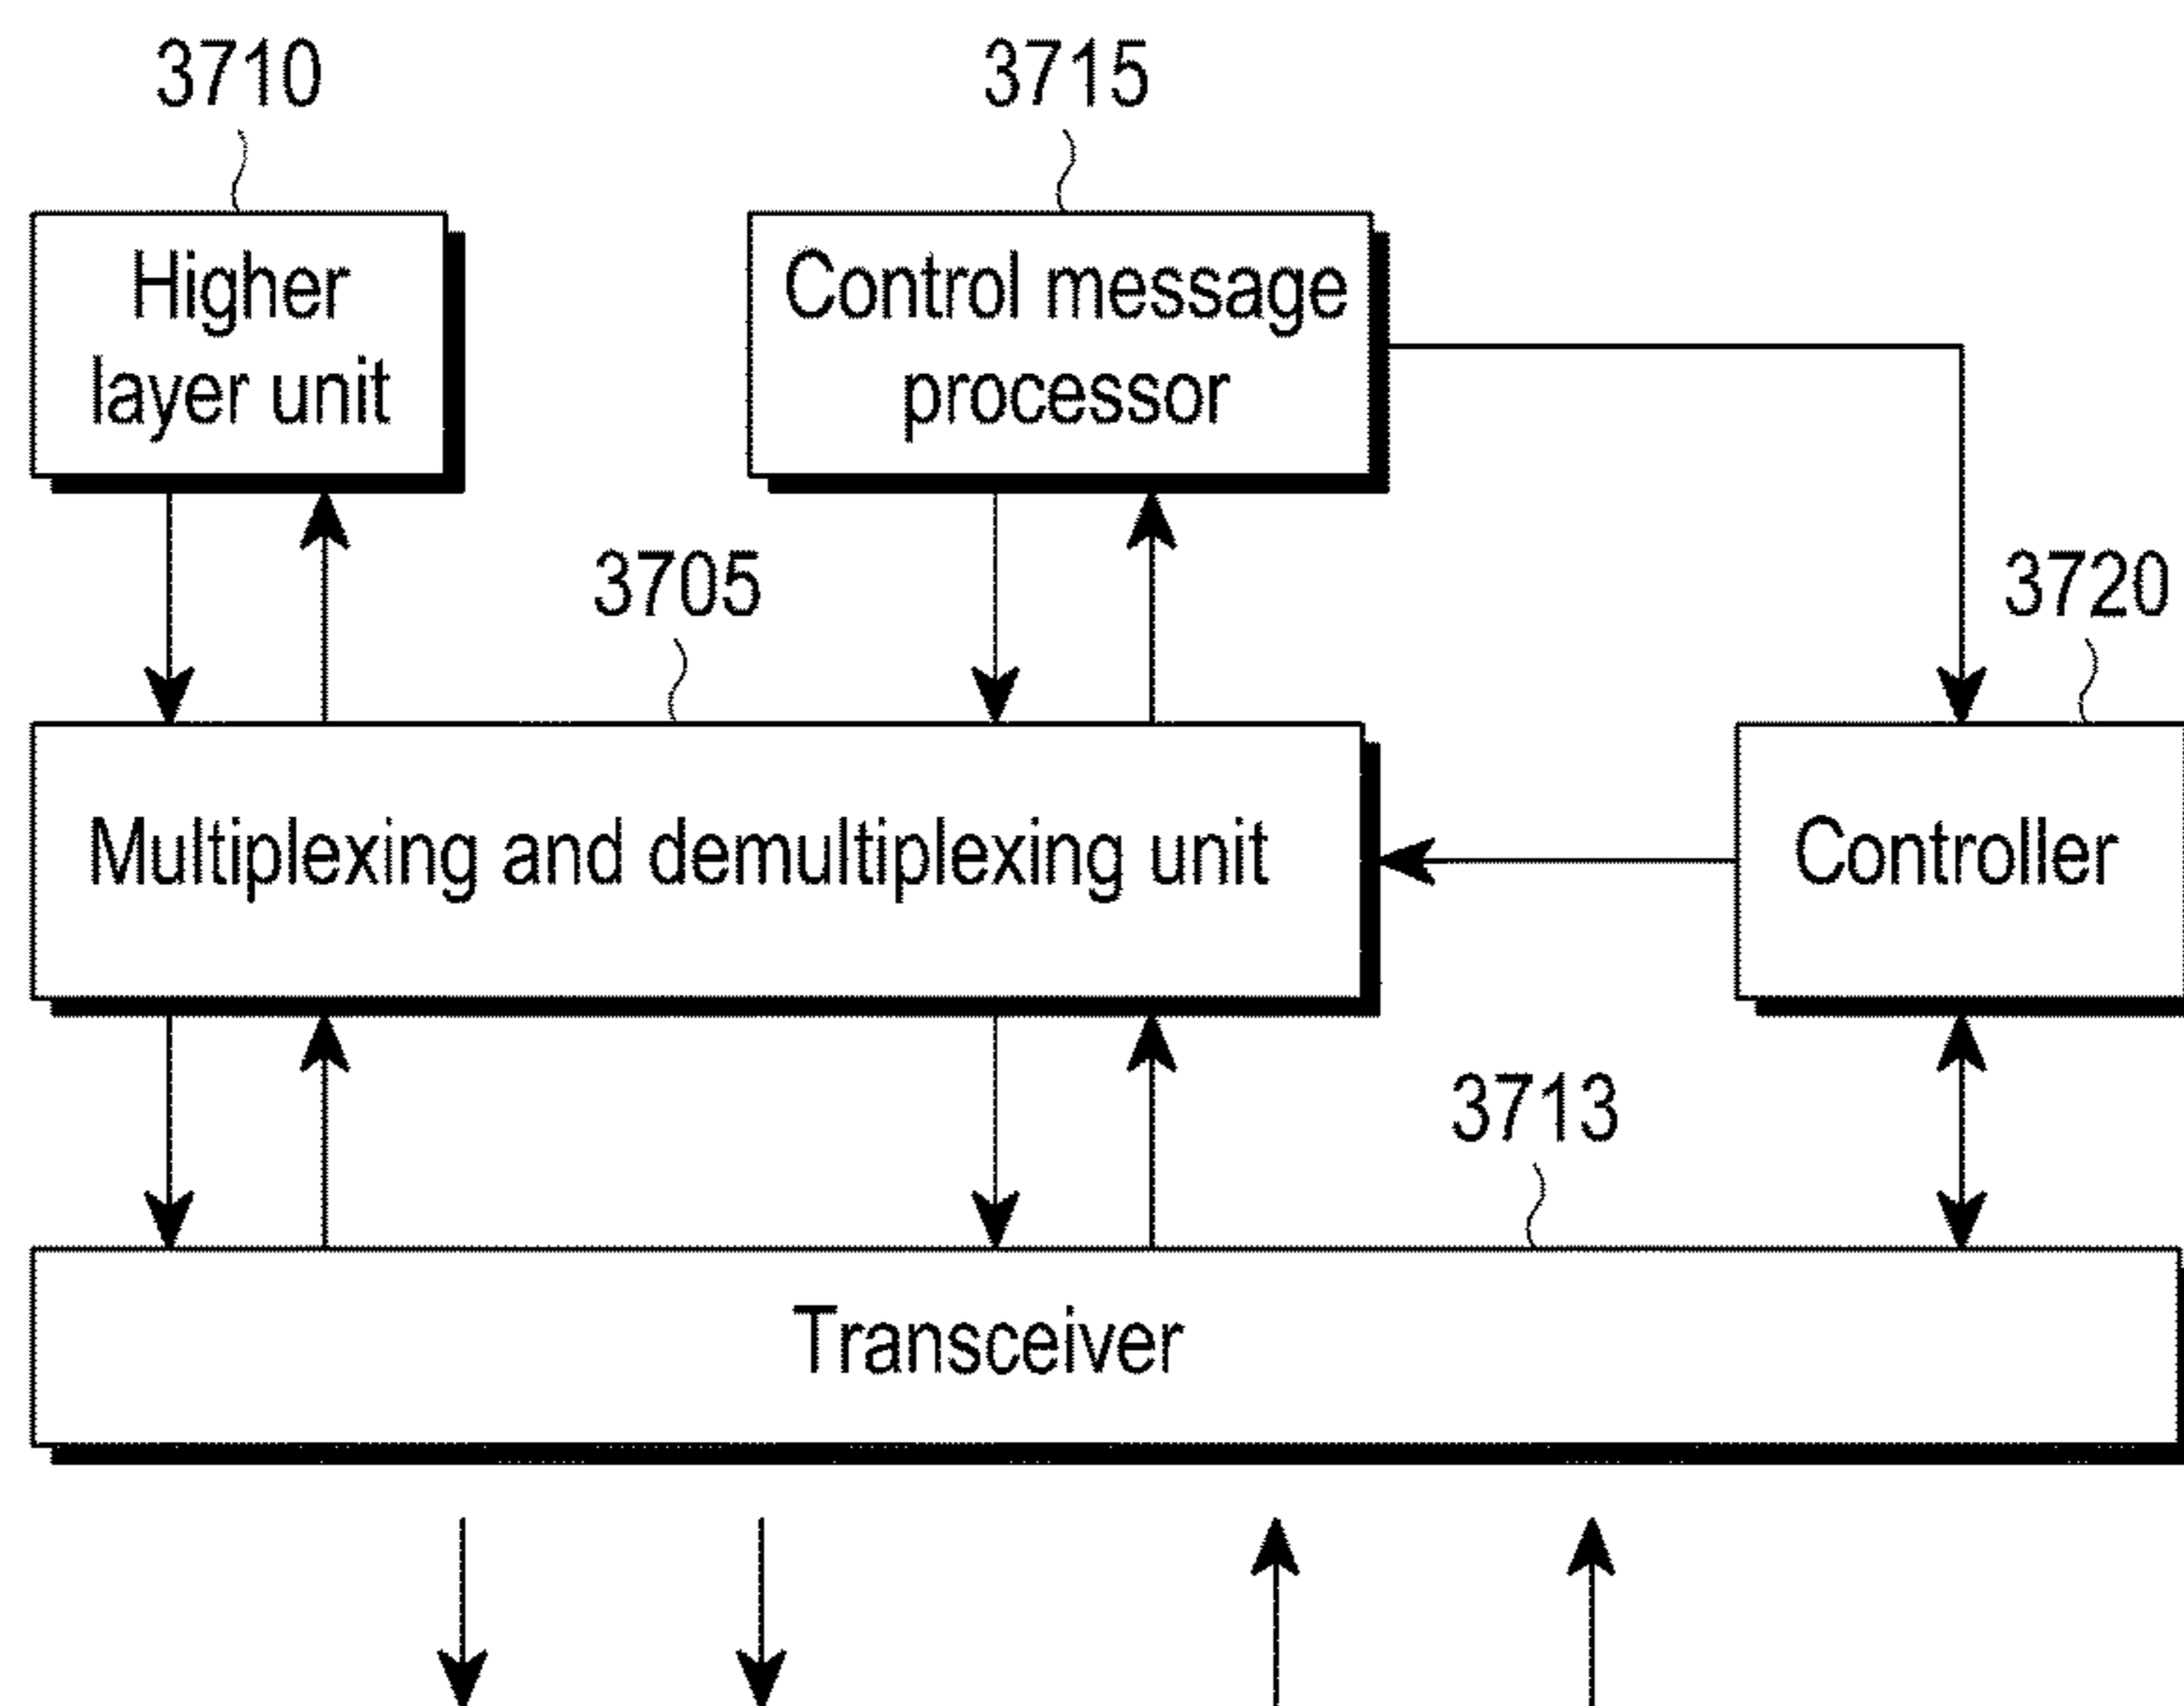 3710
3715
Higher
layer unit
Control message
processor
3705
3720
Multiplexing and demultiplexing unit
Controller
3713
Transceiver